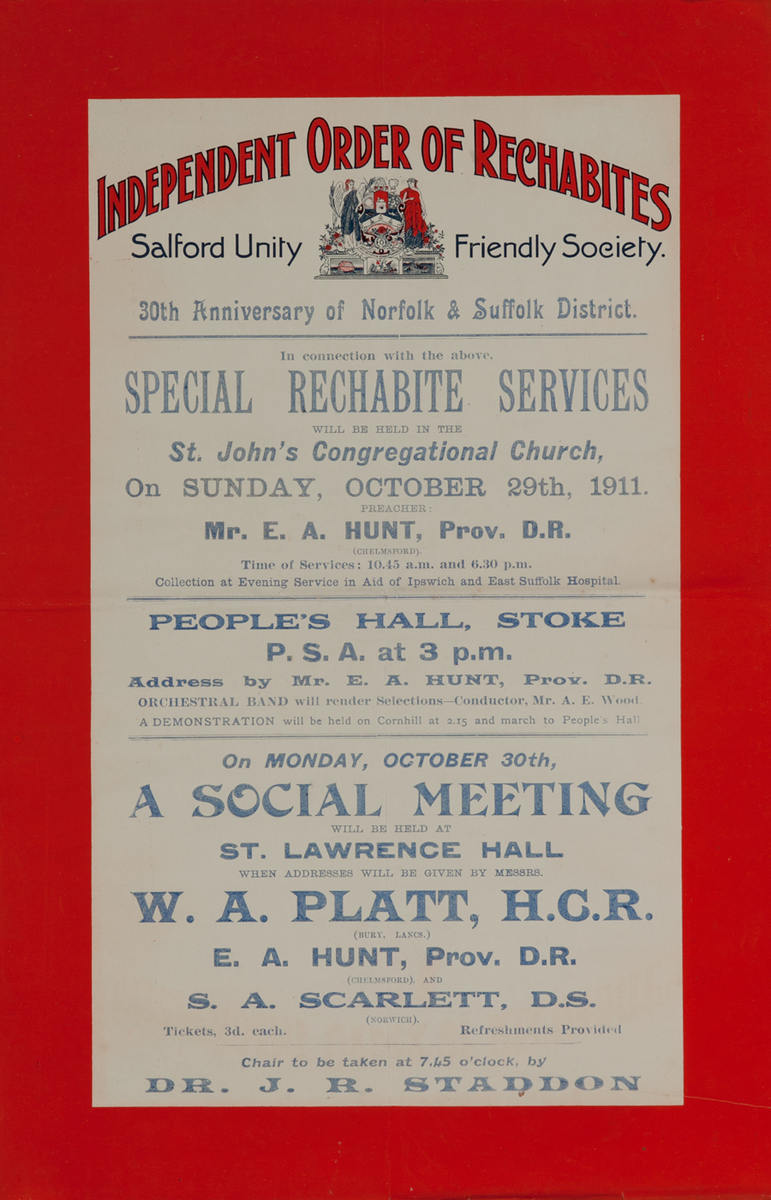 INDEPENDENT ORDER OF RECHABITES
Salford Unity Friendly Society.
30th Anniversary of Norfolk & Suffolk District.
In connection with the above,
SPECIAL RECHABITE SERVICES
WILL BE HELD IN THE
St. John's Congregational Church,
On SUNDAY, OCTOBER 29th, 1911.
PREACHER:
Mr. E. A. HUNT, Prov. D.R.
(CHELMSFORD).
Time of Services: 10.45 a.m. and 6.30 p.m.
Collection at Evening Service in Aid of Ipswich and East Suffolk Hospital.
PEOPLE'S HALL, STOKE
P. S. A. at 3 p.m.
Address by Mr. E. A. HUNT, Prov. D.R.
ORCHESTRAL BAND will render Selections—Conductor, Mr. A. E. Wood.
A DEMONSTRATION will be held on Cornhill at 2.15 and march to People's Hall
On MONDAY, OCTOBER 30th,
A SOCIAL MEETING
WILL BE HELD AT
ST. LAWRENCE HALL
WHEN ADDRESSES WILL BE GIVEN BY MESSRS.
W. A. PLATT, H.C.R.
(BURY, LANCS.)
E. A. HUNT, Prov. D.R.
(CHELMSFORD), AND
S. A. SCARLETT, D.S.
(NORWICH).
Tickets, 3d. each. Refreshments Provided
Chair to be taken at 7.45 o'clock, by
DR. J. R. STADDON